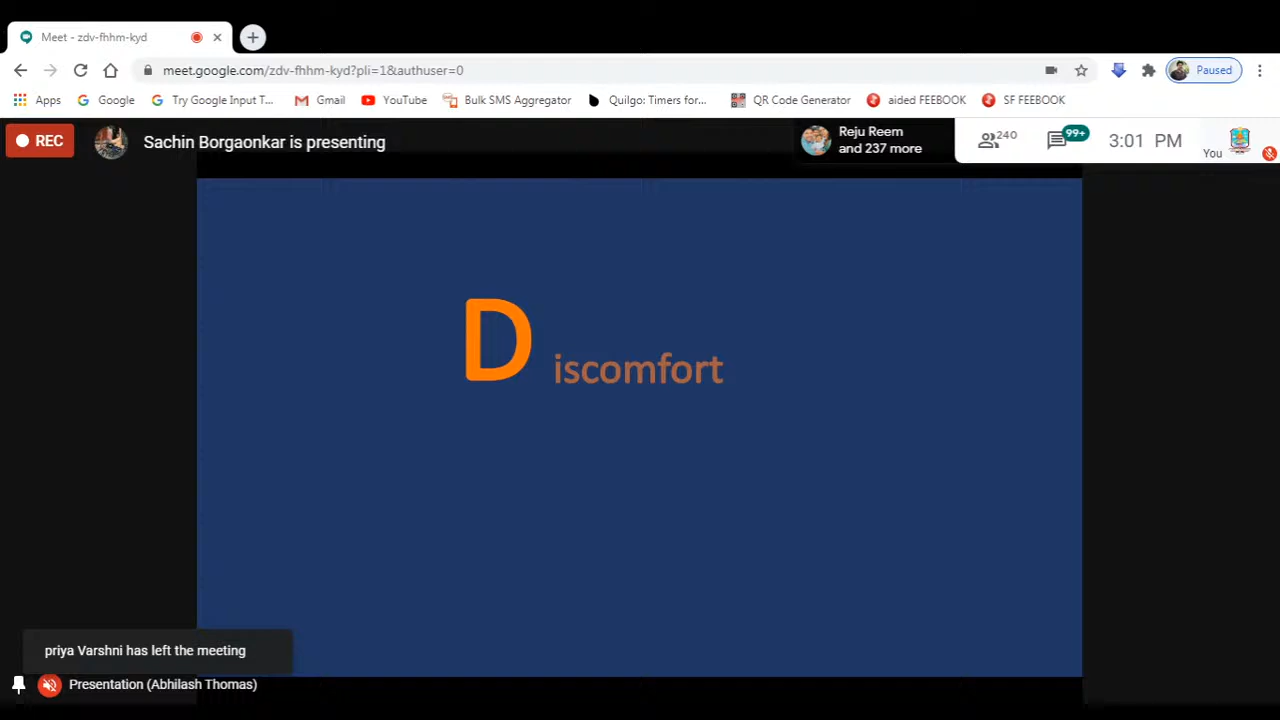 Meet - zdv-fhhm-kyd
meet.google.com/zdv-fhhm-kyd?pli=1&authuser=0
Paused
Apps Google Try Google Input T... Gmail YouTube Bulk SMS Aggregator Quilgo: Timers for... QR Code Generator aided FEEBOOK SF FEEBOOK
REC
Sachin Borgaonkar is presenting
Reju Reem
and 237 more
240
99+
3:01 PM
You
Discomfort
priya Varshni has left the meeting
Presentation (Abhilash Thomas)